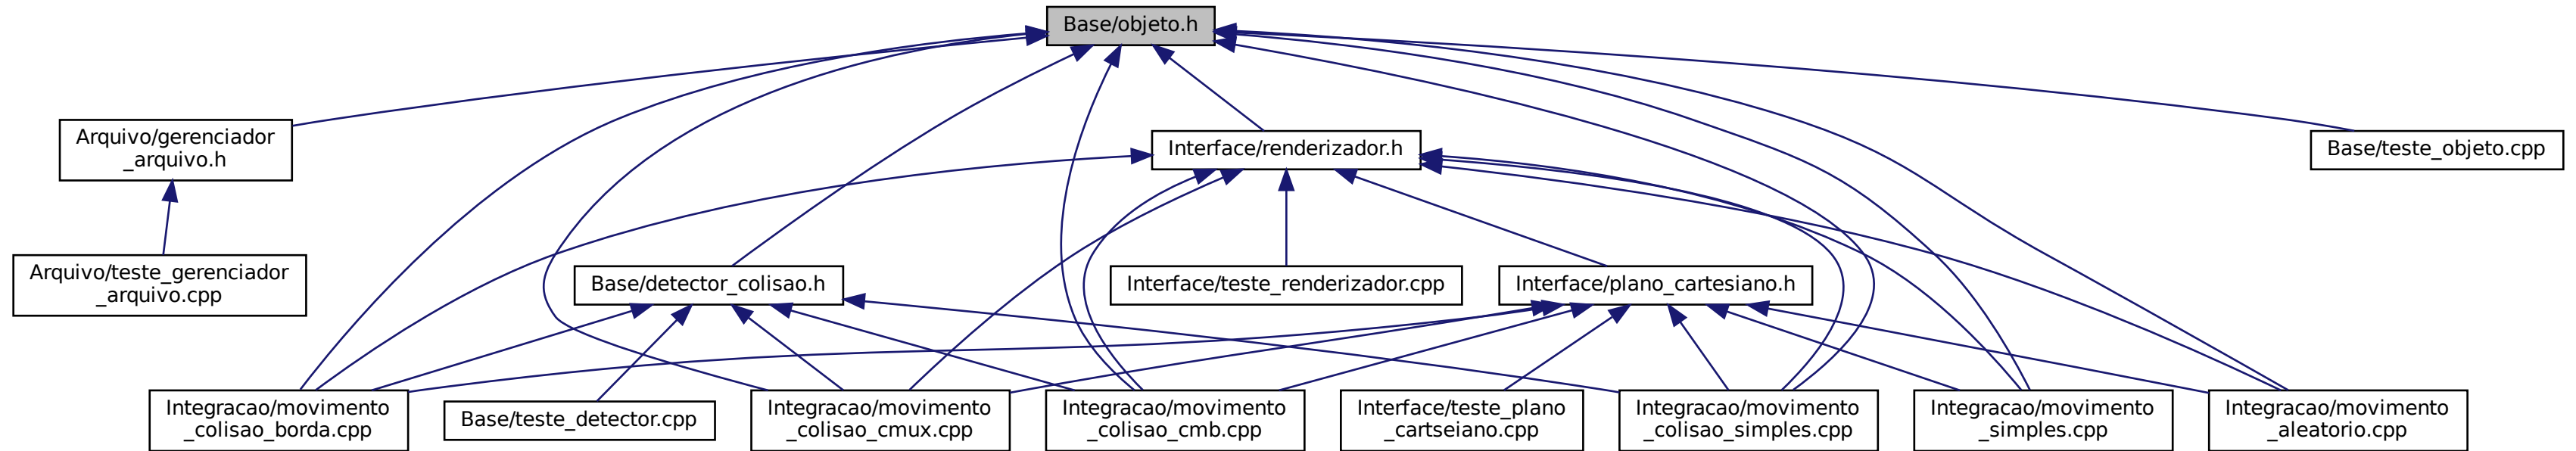 Base/objeto.h
Arquivo/gerenciador
_arquivo.h
Interface/renderizador.h
Base/teste_objeto.cpp
Arquivo/teste_gerenciador
_arquivo.cpp
Base/detector_colisao.h
Interface/teste_renderizador.cpp
Interface/plano_cartesiano.h
Integracao/movimento
_colisao_borda.cpp
Base/teste_detector.cpp
Integracao/movimento
_colisao_cmux.cpp
Integracao/movimento
_colisao_cmb.cpp
Interface/teste_plano
_cartseiano.cpp
Integracao/movimento
_colisao_simples.cpp
Integracao/movimento
_simples.cpp
Integracao/movimento
_aleatorio.cpp